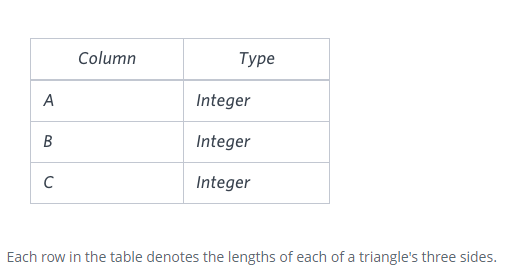 Column Type
A Integer
B Integer
C Integer
Each row in the table denotes the lengths of each of a triangle's three sides.